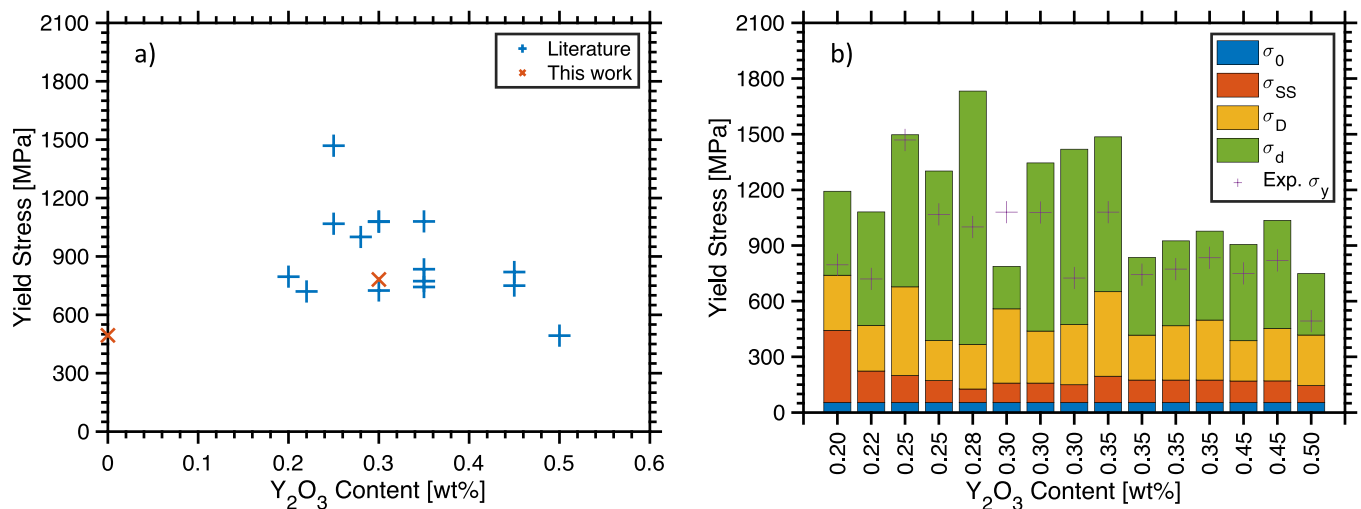 a)
Literature
This work
2100
1800
1500
1200
900
600
300
0
Yield Stress [MPa]
0 0.1 0.2 0.3 0.4 0.5 0.6
Y₂O₃ Content [wt%]
b)
σ₀
σ_SS
σ_D
σ_d
Exp. σ_y
2100
1800
1500
1200
900
600
300
0
Yield Stress [MPa]
0.20 0.22 0.25 0.25 0.28 0.30 0.30 0.30 0.35 0.35 0.35 0.35 0.45 0.45 0.50
Y₂O₃ Content [wt%]